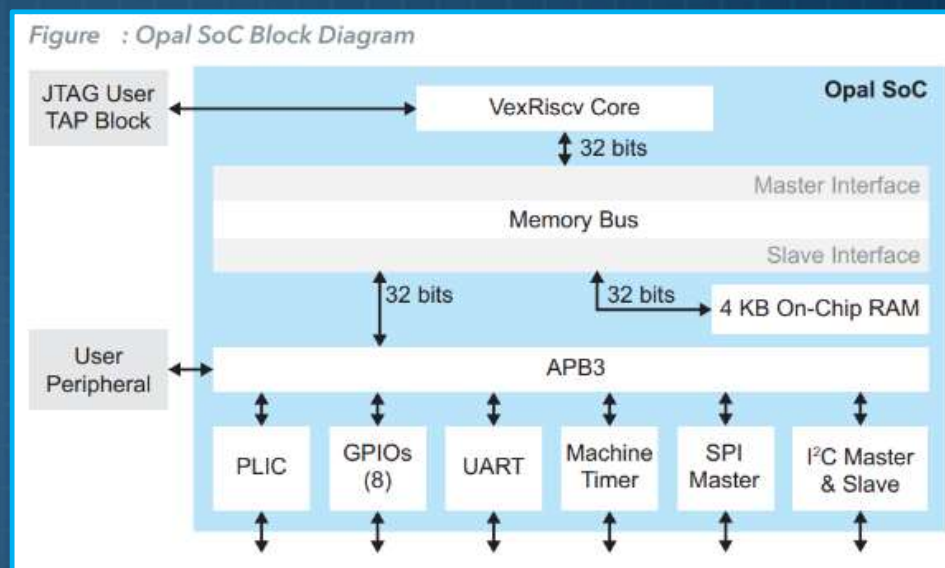 Figure : Opal SoC Block Diagram
JTAG User
TAP Block
VexRiscv Core
Opal SoC
32 bits
Master Interface
Memory Bus
Slave Interface
32 bits
32 bits
4 KB On-Chip RAM
User
Peripheral
APB3
PLIC
GPIOs
(8)
UART
Machine
Timer
SPI
Master
I²C Master
& Slave